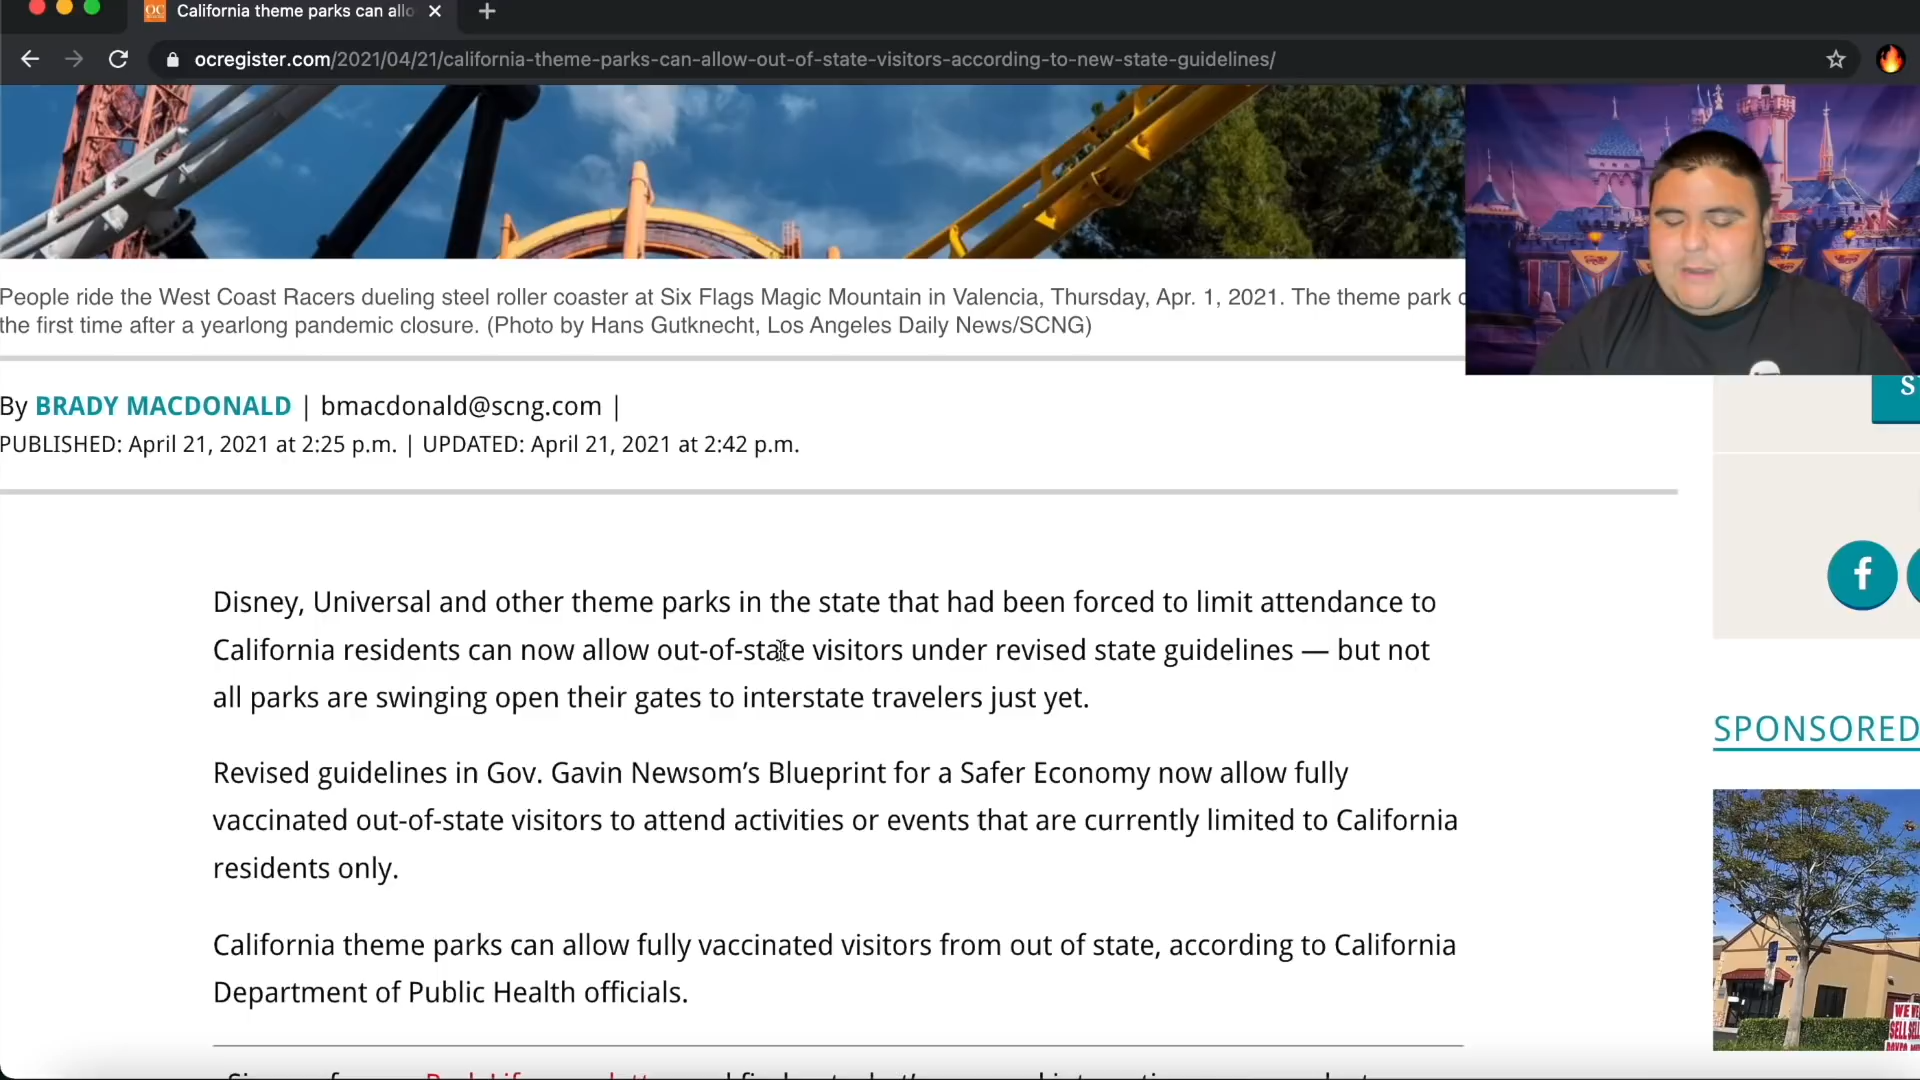 California theme parks can allo
ocregister.com/2021/04/21/california-theme-parks-can-allow-out-of-state-visitors-according-to-new-state-guidelines/
People ride the West Coast Racers dueling steel roller coaster at Six Flags Magic Mountain in Valencia, Thursday, Apr. 1, 2021. The theme park
the first time after a yearlong pandemic closure. (Photo by Hans Gutknecht, Los Angeles Daily News/SCNG)
By BRADY MACDONALD | bmacdonald@scng.com |
PUBLISHED: April 21, 2021 at 2:25 p.m. | UPDATED: April 21, 2021 at 2:42 p.m.
Disney, Universal and other theme parks in the state that had been forced to limit attendance to
California residents can now allow out-of-state visitors under revised state guidelines — but not
all parks are swinging open their gates to interstate travelers just yet.
Revised guidelines in Gov. Gavin Newsom’s Blueprint for a Safer Economy now allow fully
vaccinated out-of-state visitors to attend activities or events that are currently limited to California
residents only.
California theme parks can allow fully vaccinated visitors from out of state, according to California
Department of Public Health officials.
SPONSORED